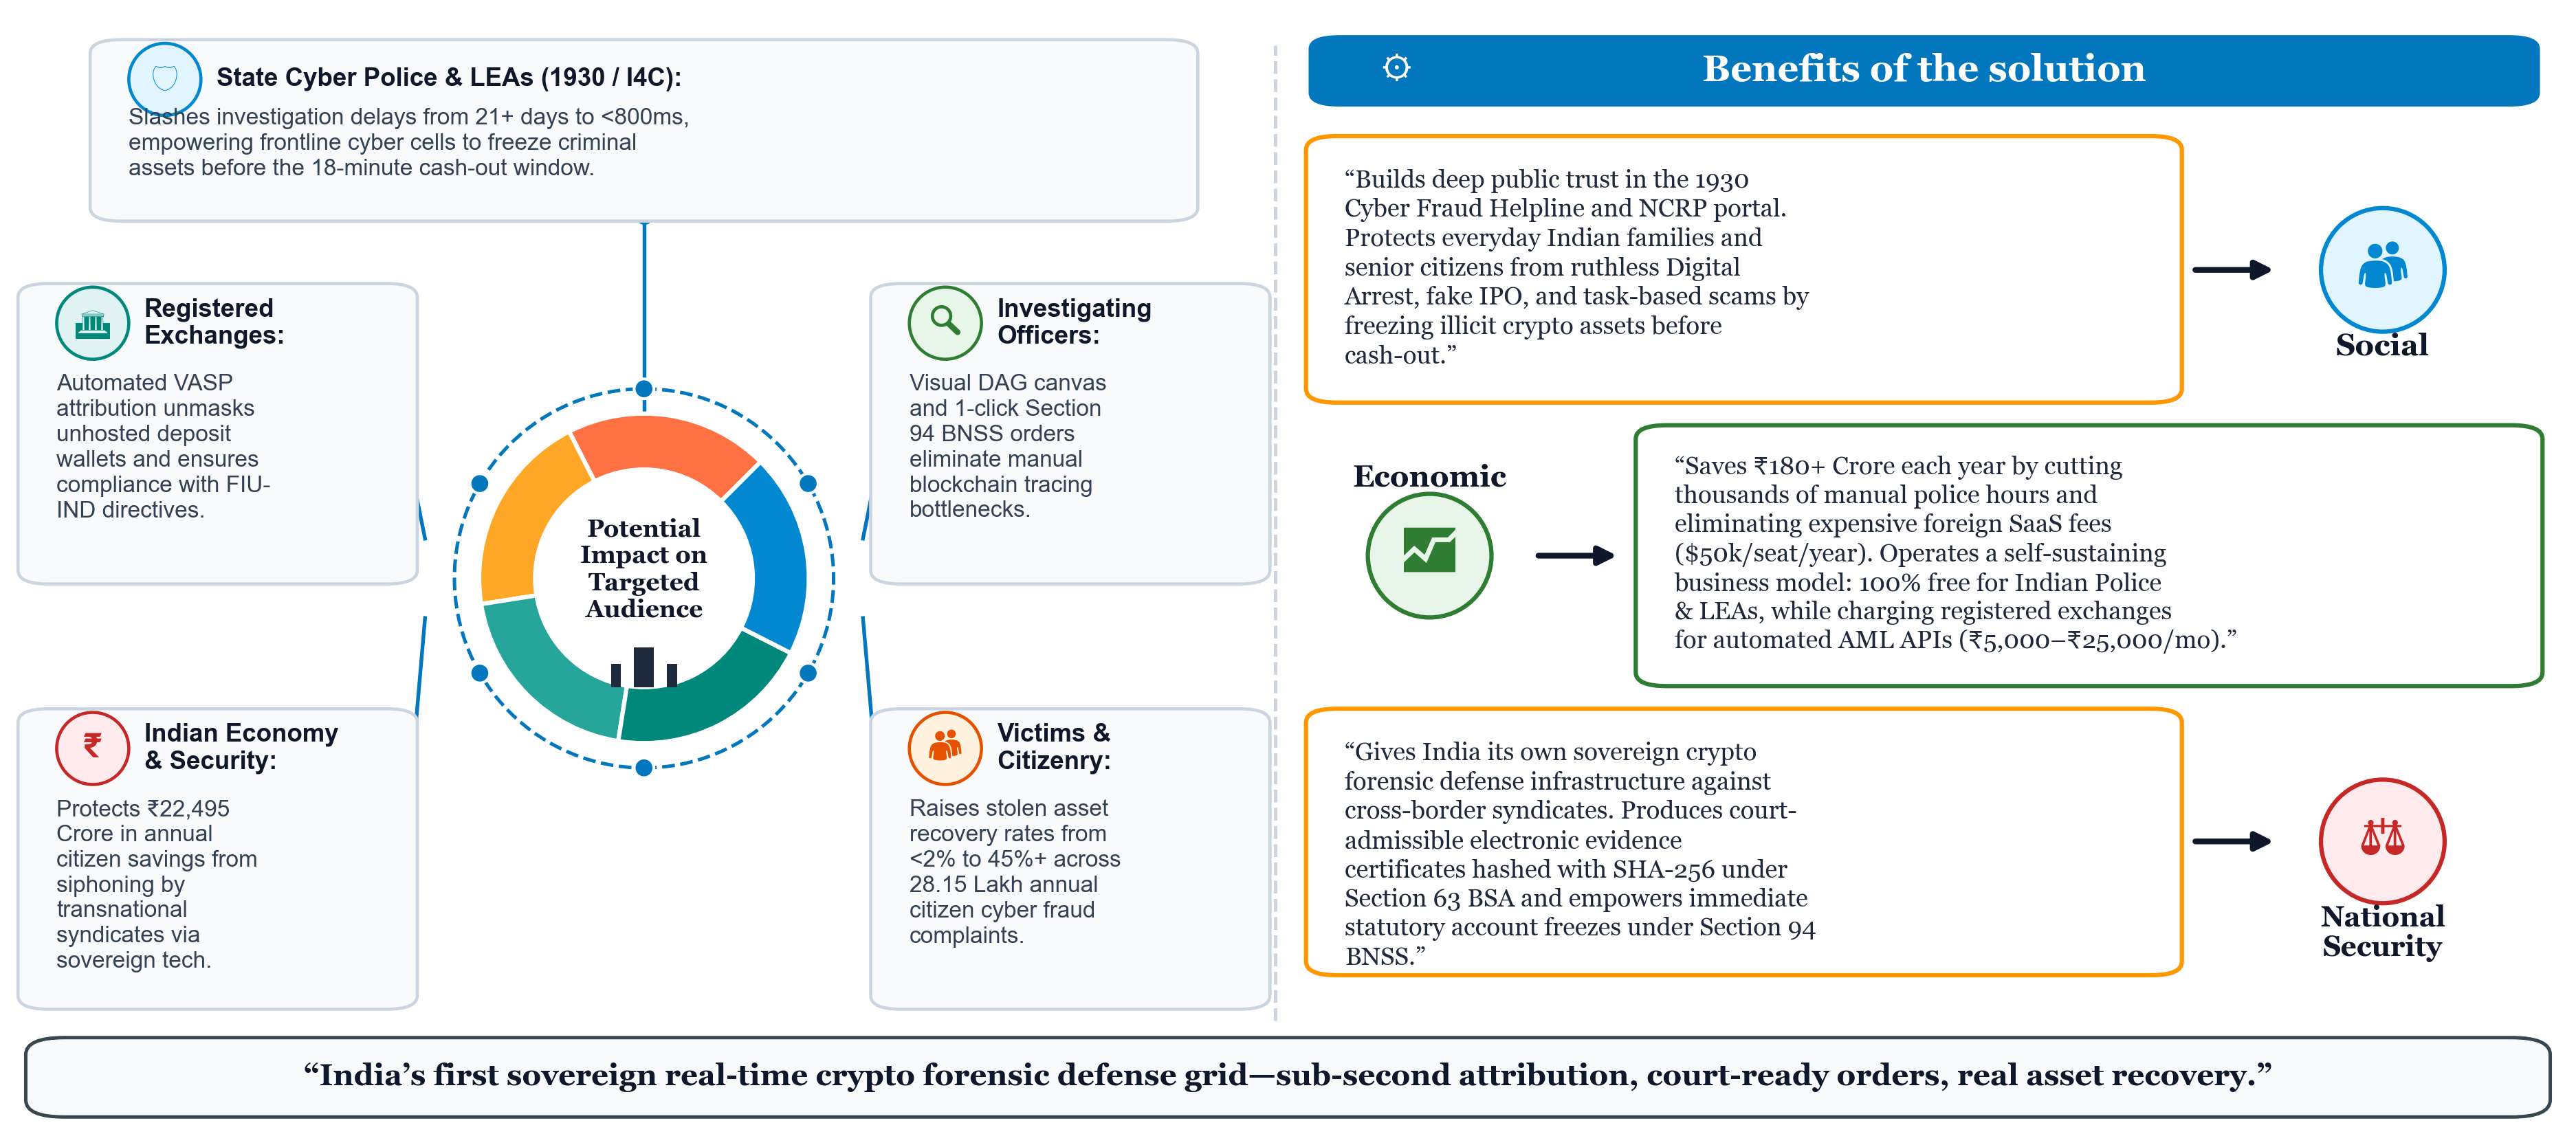 State Cyber Police & LEAs (1930 / I4C):
Slashes investigation delays from 21+ days to <800ms,
empowering frontline cyber cells to freeze criminal
assets before the 18-minute cash-out window.
Registered
Exchanges:
Automated VASP
attribution unmasks
unhosted deposit
wallets and ensures
compliance with FIU-
IND directives.
Investigating
Officers:
Visual DAG canvas
and 1-click Section
94 BNSS orders
eliminate manual
blockchain tracing
bottlenecks.
Potential
Impact on
Targeted
Audience
₹
Indian Economy
& Security:
Protects ₹22,495
Crore in annual
citizen savings from
siphoning by
transnational
syndicates via
sovereign tech.
Victims &
Citizenry:
Raises stolen asset
recovery rates from
<2% to 45%+ across
28.15 Lakh annual
citizen cyber fraud
complaints.
Benefits of the solution
“Builds deep public trust in the 1930
Cyber Fraud Helpline and NCRP portal.
Protects everyday Indian families and
senior citizens from ruthless Digital
Arrest, fake IPO, and task-based scams by
freezing illicit crypto assets before
cash-out.”
Social
Economic
“Saves ₹180+ Crore each year by cutting
thousands of manual police hours and
eliminating expensive foreign SaaS fees
($50k/seat/year). Operates a self-sustaining
business model: 100% free for Indian Police
& LEAs, while charging registered exchanges
for automated AML APIs (₹5,000–₹25,000/mo).”
“Gives India its own sovereign crypto
forensic defense infrastructure against
cross-border syndicates. Produces court-
admissible electronic evidence
certificates hashed with SHA-256 under
Section 63 BSA and empowers immediate
statutory account freezes under Section 94
BNSS.”
National
Security
“India’s first sovereign real-time crypto forensic defense grid—sub-second attribution, court-ready orders, real asset recovery.”